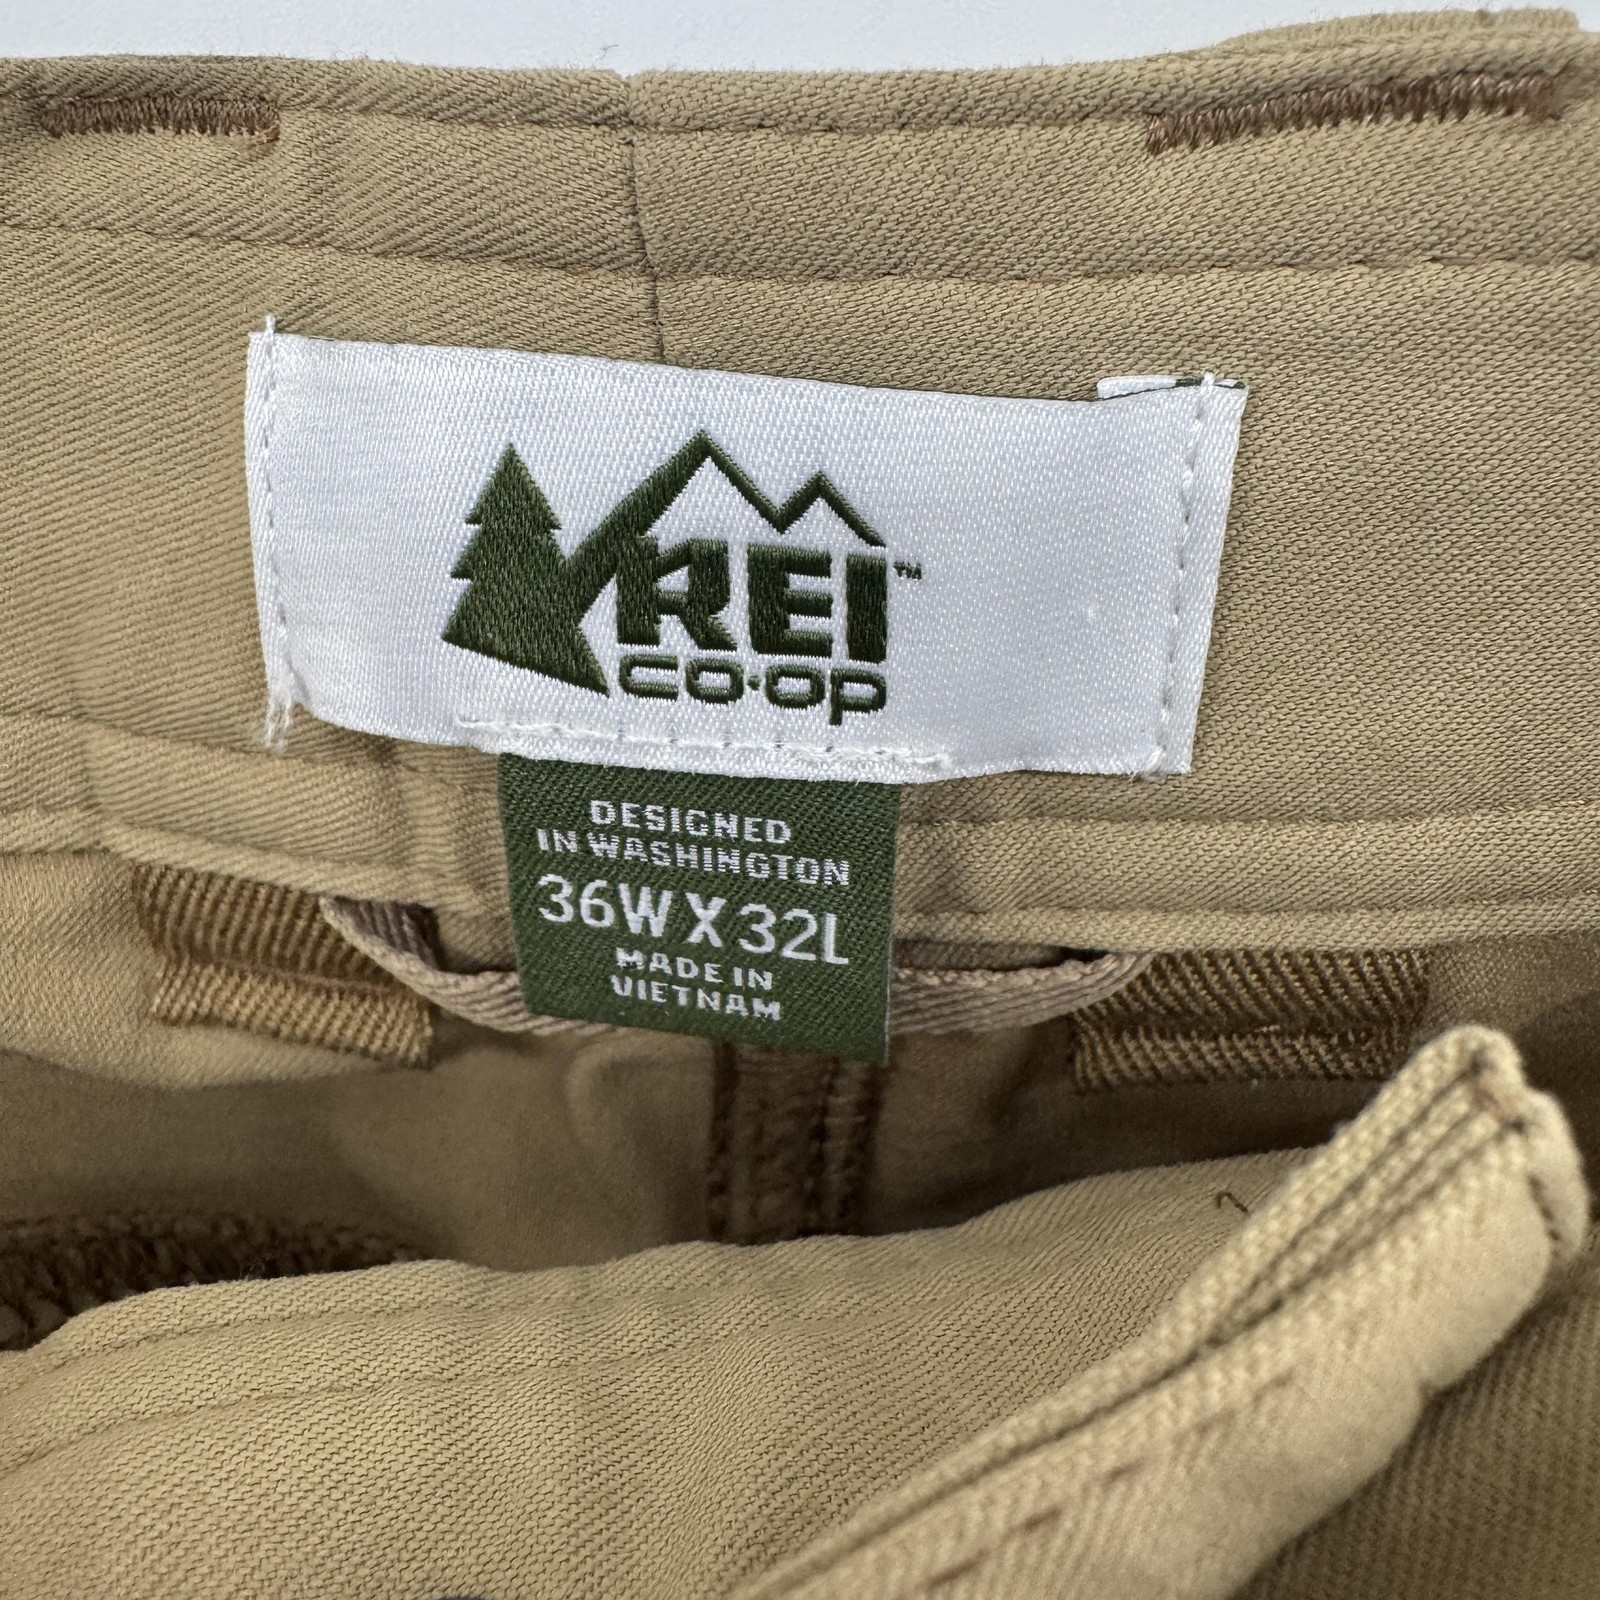 REI™
CO·OP
DESIGNED
IN WASHINGTON
36W X 32L
MADE IN
VIETNAM